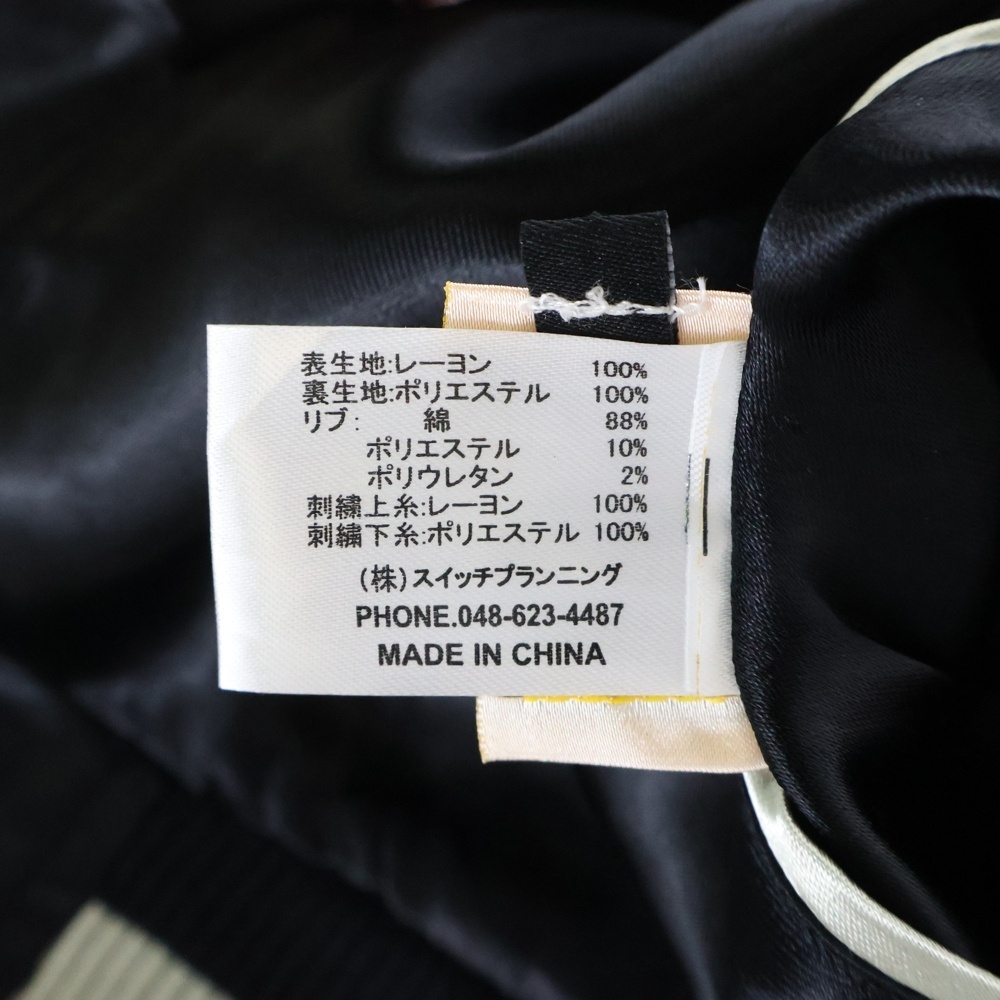 表生地:レーヨン 100%
裏生地:ポリエステル 100%
リブ: 綿 88%
ポリエステル 10%
ポリウレタン 2%
刺繍上糸:レーヨン 100%
刺繍下糸:ポリエステル 100%
(株)スイッチプランニング
PHONE.048-623-4487
MADE IN CHINA